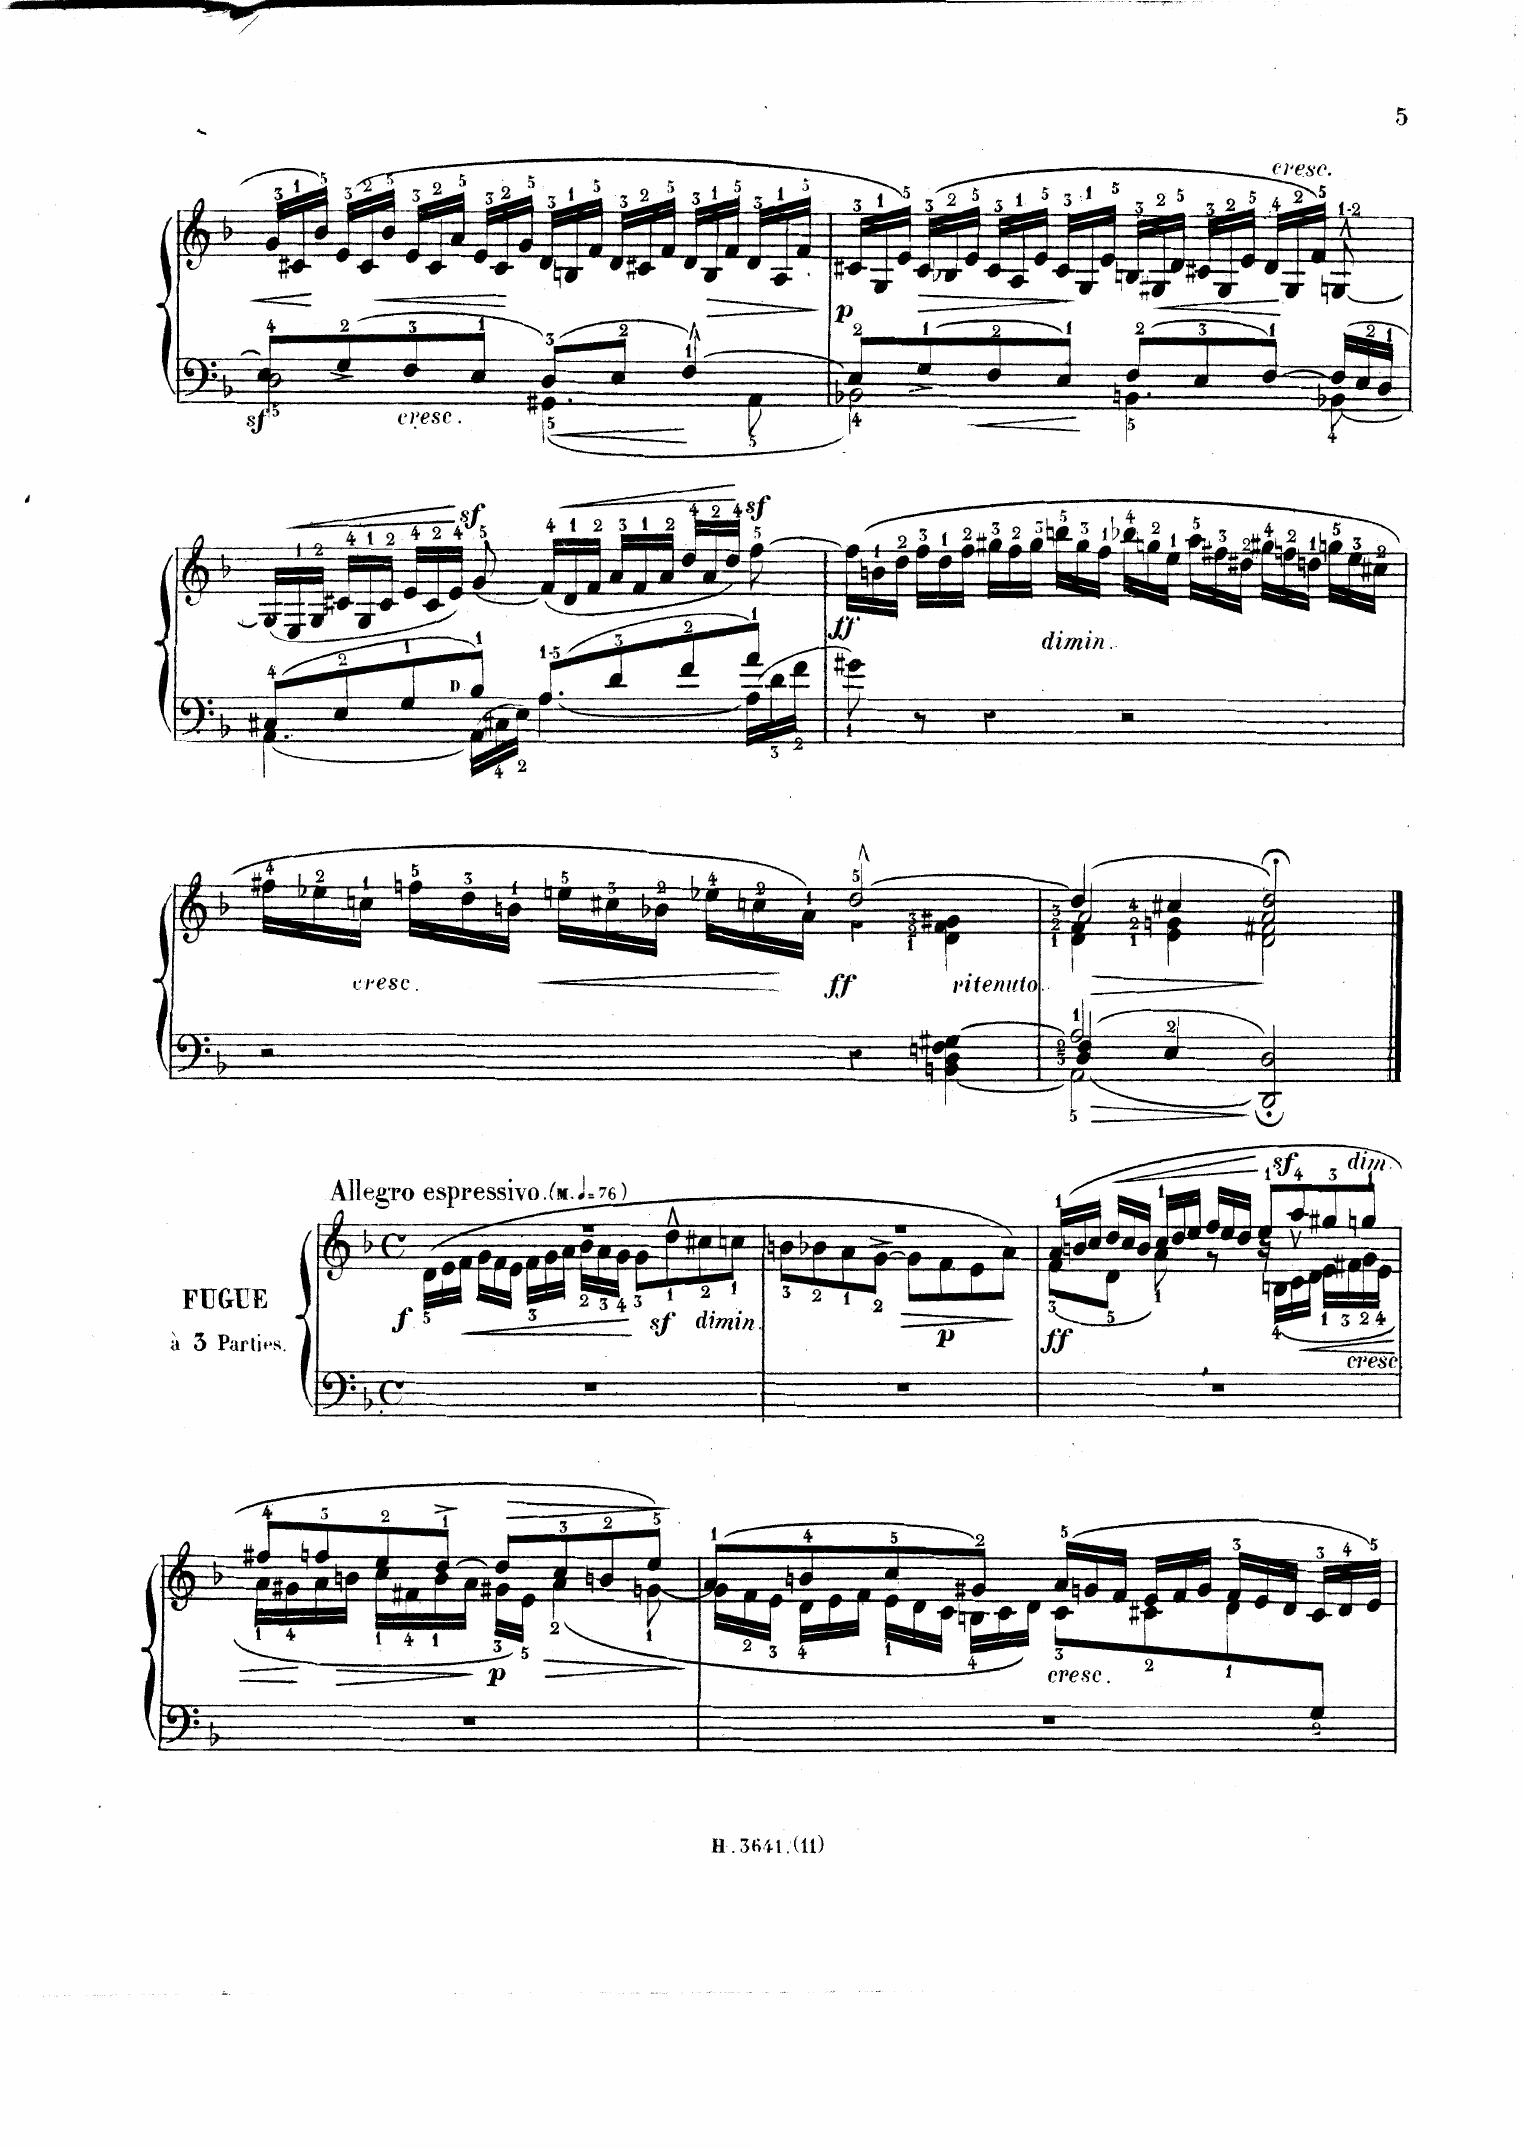 5
cresc.
p
sf cresc.
sf sf
ff dimin.
D
cresc. ff ritenuto.
Allegro espressivo. (M. ♩=76)
sf dim.
FUGUE
à 3 Parties.
f sf dimin. p ff
cresc
p cresc.
H. 3641. (11)